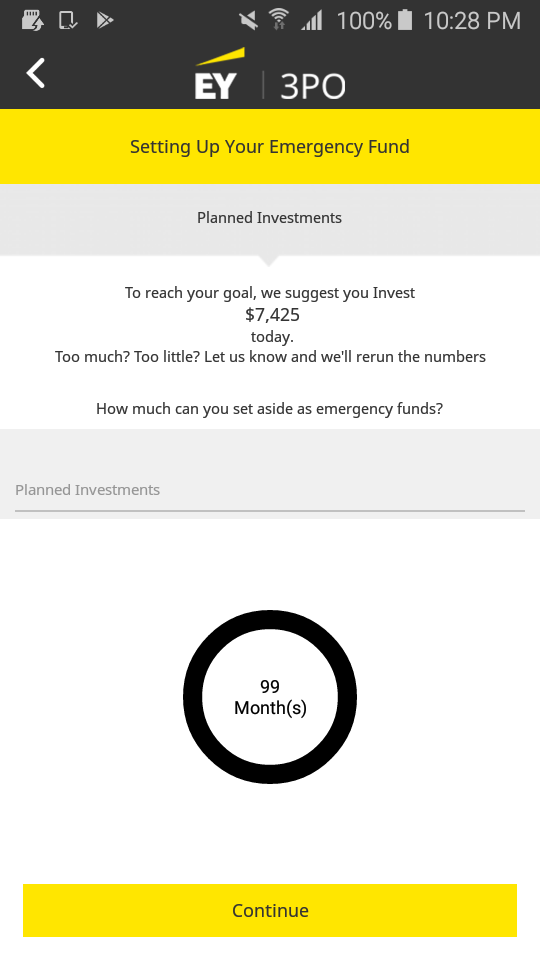 100% 10:28 PM
EY | 3PO
Setting Up Your Emergency Fund
Planned Investments
To reach your goal, we suggest you Invest
$7,425
today.
Too much? Too little? Let us know and we'll rerun the numbers
How much can you set aside as emergency funds?
Planned Investments
99
Month(s)
Continue